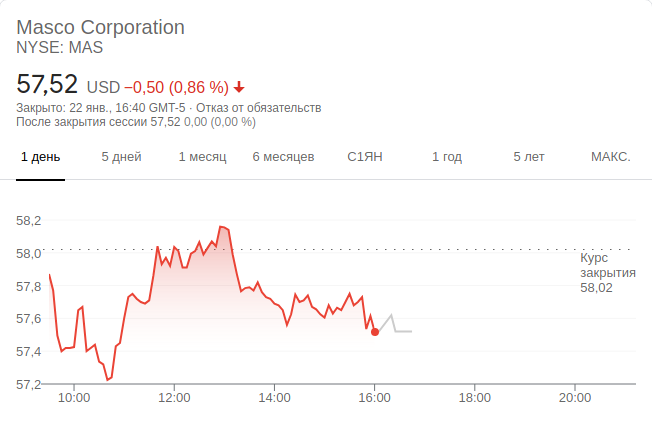 Masco Corporation
NYSE: MAS
57,52 USD −0,50 (0,86 %)
Закрыто: 22 янв., 16:40 GMT-5 · Отказ от обязательств
После закрытия сессии 57,52 0,00 (0,00 %)
1 день 5 дней 1 месяц 6 месяцев С1ЯН 1 год 5 лет МАКС.
58,2
58,0
57,8
57,6
57,4
57,2
Курс
закрытия
58,02
10:00 12:00 14:00 16:00 18:00 20:00